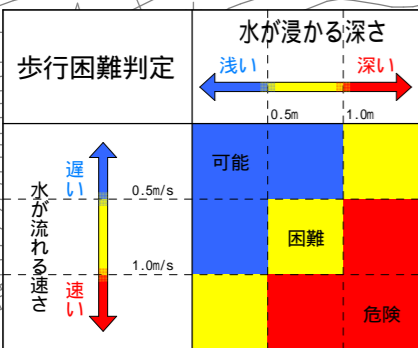 歩行困難判定
水が浸かる深さ
浅い
深い
0.5m
1.0m
水が流れる速さ
遅い
速い
0.5m/s
1.0m/s
可能
困難
危険